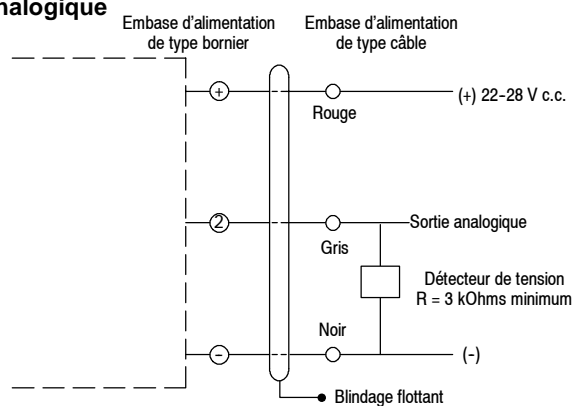 nalogique
Embase d'alimentation
de type bornier
Embase d'alimentation
de type câble
+
Rouge
(+) 22-28 V c.c.
2
Gris
Sortie analogique
Détecteur de tension
R = 3 kOhms minimum
Noir
-
(-)
Blindage flottant